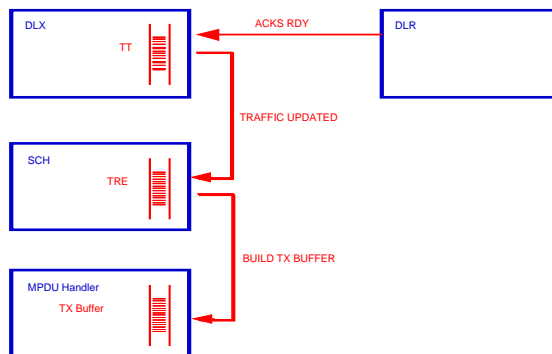 DLX
ACKS RDY
DLR
TT
TRAFFIC UPDATED
SCH
TRE
BUILD TX BUFFER
MPDU Handler
TX Buffer